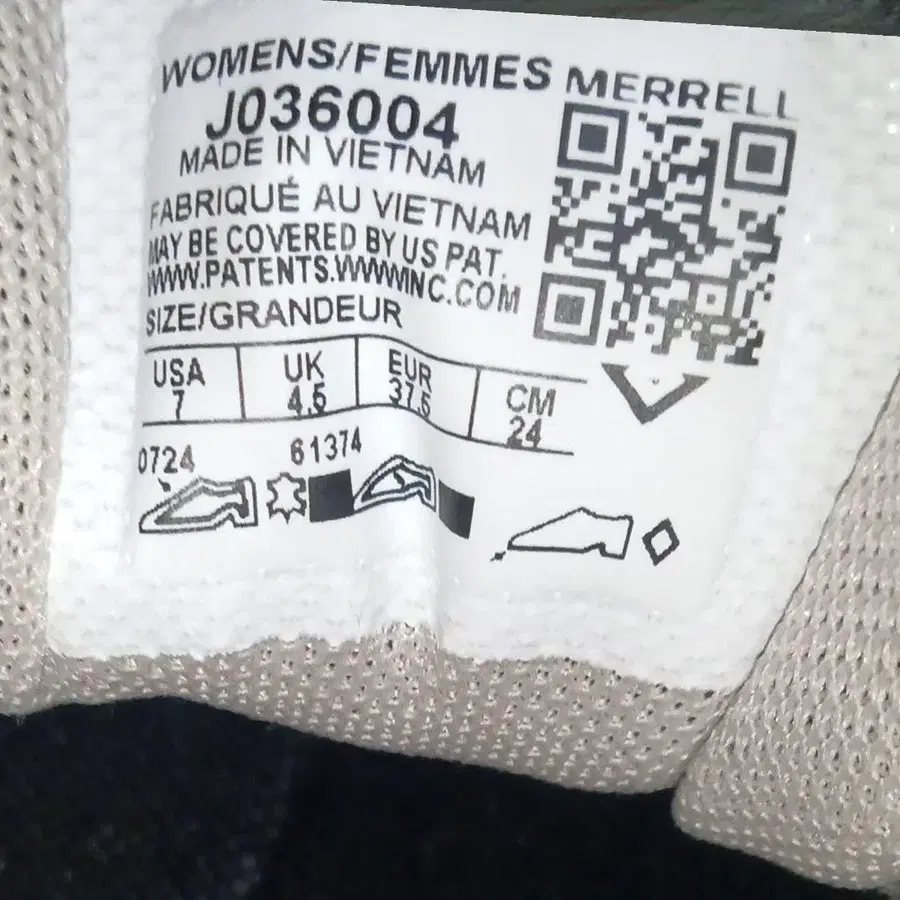 WOMENS/FEMMES MERRELL
J036004
MADE IN VIETNAM
FABRIQUÉ AU VIETNAM
MAY BE COVERED BY US PAT.
WWW.PATENTS.WWWINC.COM
SIZE/GRANDEUR
USA UK EUR CM
7 4.5 37.5 24
0724 61374